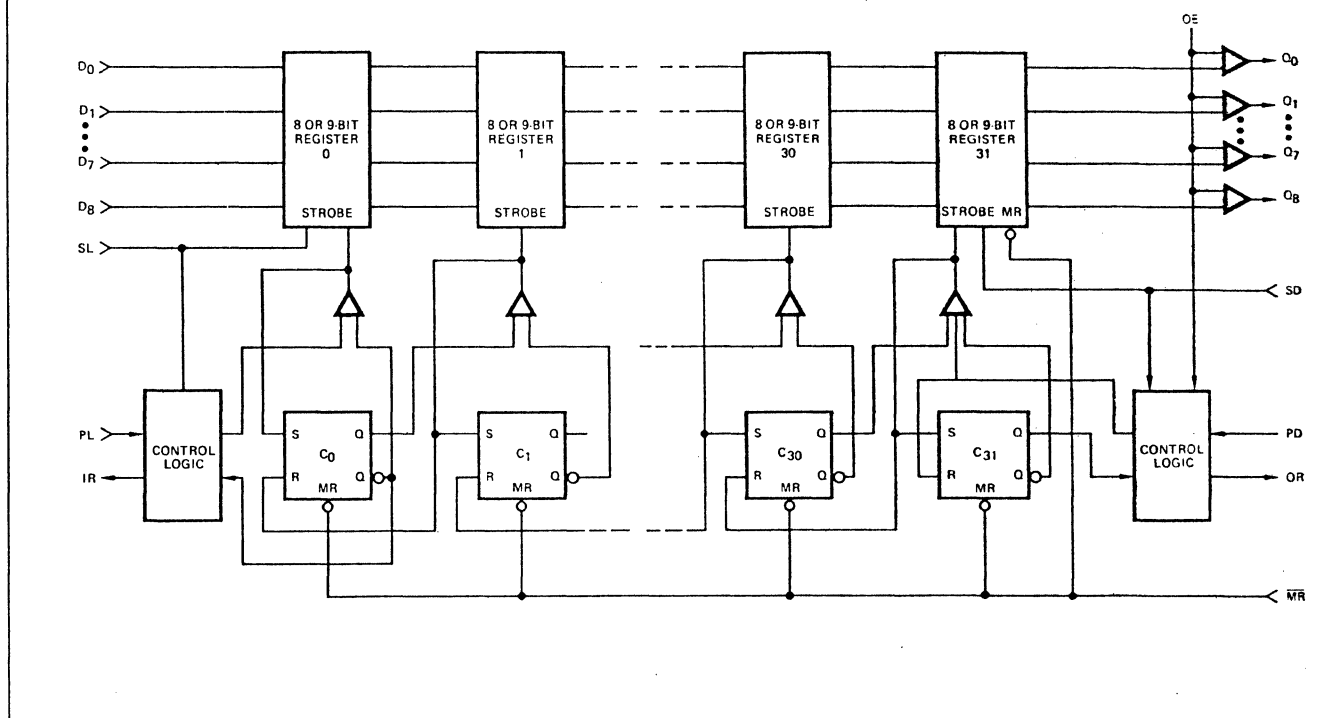 OE
D0
D1
D7
D8
SL
8 OR 9-BIT
REGISTER
0
STROBE
8 OR 9-BIT
REGISTER
1
STROBE
8 OR 9-BIT
REGISTER
30
STROBE
8 OR 9-BIT
REGISTER
31
STROBE MR
Q0
Q1
Q7
Q8
SD
PL
IR
CONTROL
LOGIC
S Q
C0
R Q
MR
S Q
C1
R Q
MR
S Q
C30
R Q
MR
S Q
C31
R Q
MR
CONTROL
LOGIC
PD
OR
M̅R̅